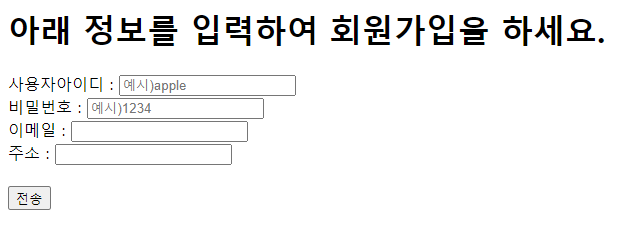 아래 정보를 입력하여 회원가입을 하세요.
사용자아이디 : 예시)apple
비밀번호 : 예시)1234
이메일 :
주소 :
전송